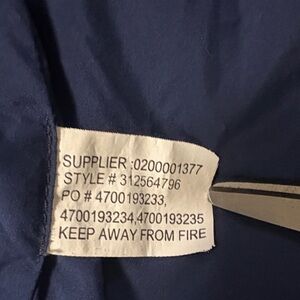 SUPPLIER :0200001377
STYLE # 312564796
PO # 4700193233,
4700193234,4700193235
KEEP AWAY FROM FIRE